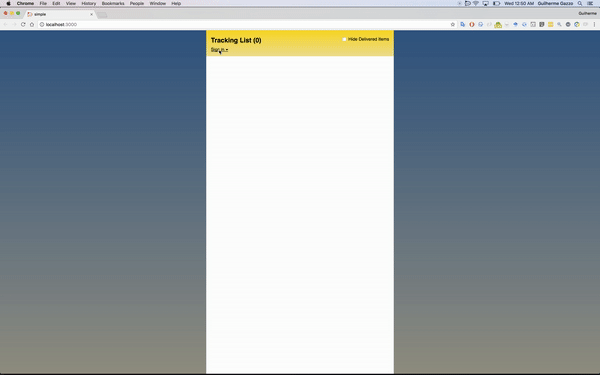 Chrome File Edit View History Bookmarks People Window Help
Wed 12:50 AM Guilherme Gazzo
simple
Guilherme
localhost:3000
Tracking List (0)
Hide Delivered Items
Sign in